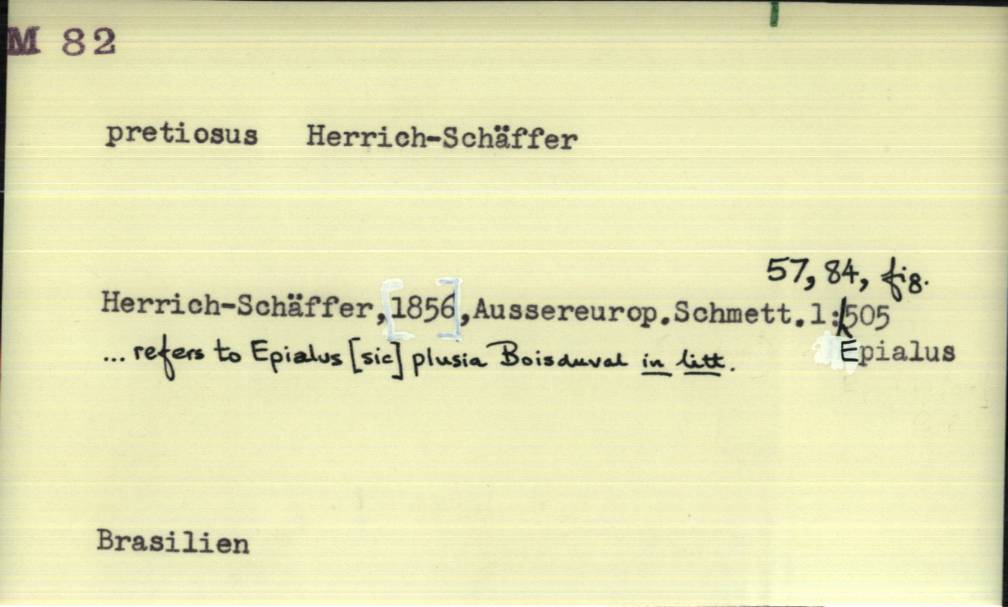 M 82
pretiosus Herrich-Schäffer
57, 84, fig.
Herrich-Schäffer,[1856],Aussereurop.Schmett.1:505
... refers to Epialus [sic] plusia Boisduval in litt. Epialus
Brasilien